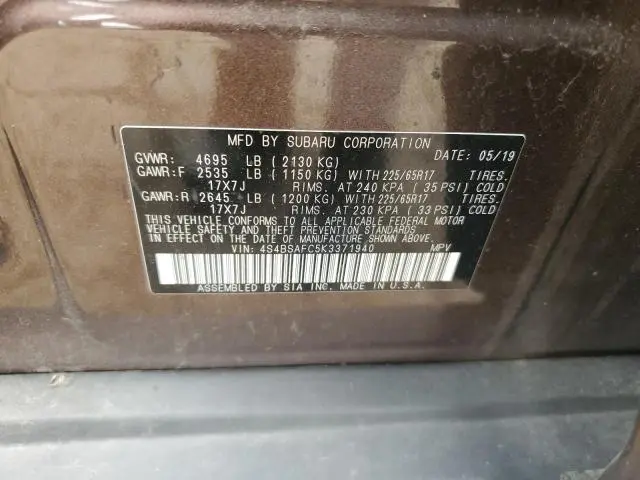 MFD BY SUBARU CORPORATION DATE: 05/19
GVWR: 4695 LB ( 2130 KG)
GAWR:F 2535 LB ( 1150 KG) WITH 225/65R17 TIRES.
17X7J RIMS. AT 240 KPA ( 35 PSI) COLD
GAWR:R 2645 LB ( 1200 KG) WITH 225/65R17 TIRES.
17X7J RIMS. AT 230 KPA ( 33 PSI) COLD
THIS VEHICLE CONFORMS TO ALL APPLICABLE FEDERAL MOTOR
VEHICLE SAFETY AND THEFT PREVENTION STANDARDS
IN EFFECT ON THE DATE OF MANUFACTURE SHOWN ABOVE.
VIN: 4S4BSAFC5K3371940 MPV
ASSEMBLED BY SIA INC. MADE IN U.S.A.